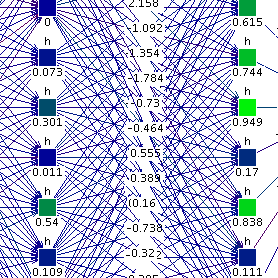 0 2.158 0.615
-1.092
h h
-1.354
0.073 0.744
-1.784
h h
-0.73
0.301 0.949
-0.464
h h
0.555
0.011 0.17
0.389
h h
0.16
0.54 0.838
-0.738
h h
-0.322
0.109 0.111